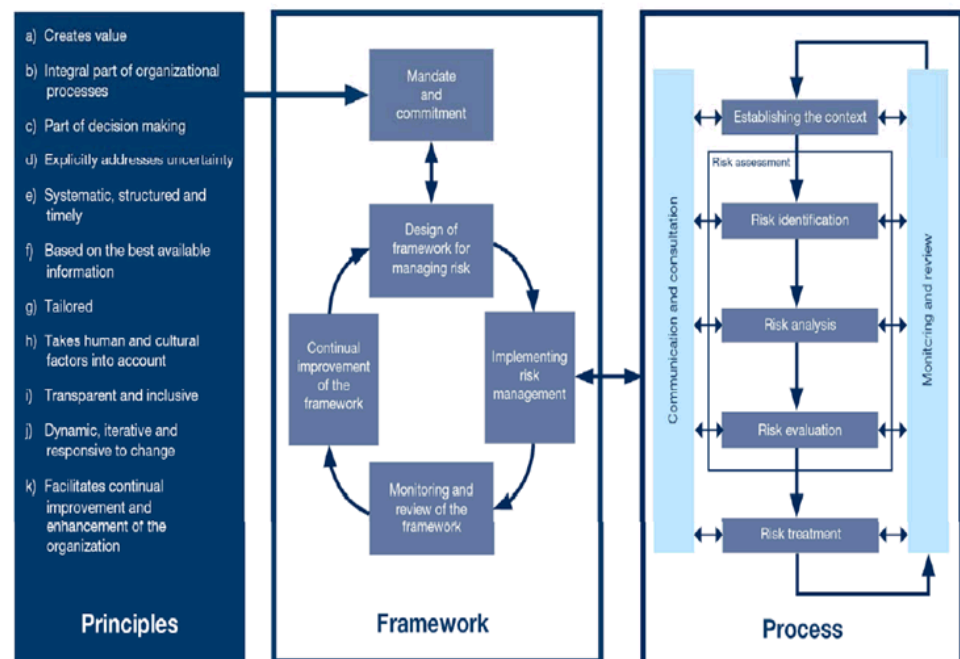 a) Creates value
b) Integral part of organizational
processes
c) Part of decision making
d) Explicitly addresses uncertainty
e) Systematic, structured and
timely
f) Based on the best available
information
g) Tailored
h) Takes human and cultural
factors into account
i) Transparent and inclusive
j) Dynamic, iterative and
responsive to change
k) Facilitates continual
improvement and
enhancement of the
organization
Principles
Mandate
and
commitment
Design of
framework for
managing risk
Continual
improvement
of the
framework
Implementing
risk
management
Monitoring and
review of the
framework
Framework
Communication and consultation
Establishing the context
Risk assessment
Risk identification
Risk analysis
Risk evaluation
Risk treatment
Monitoring and review
Process